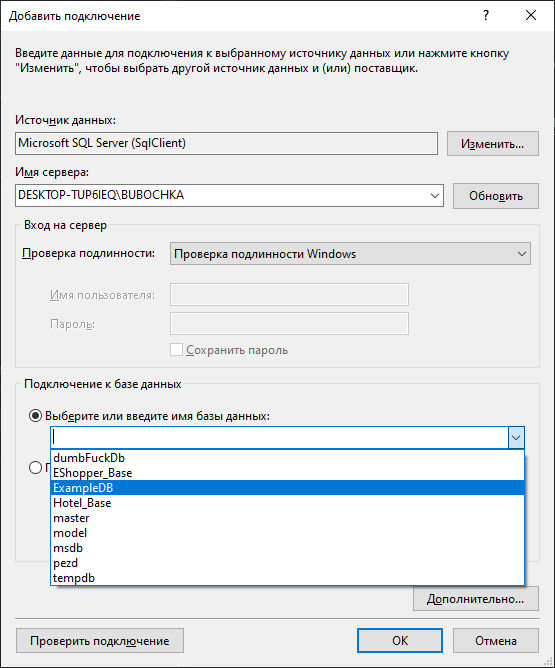 Добавить подключение
Введите данные для подключения к выбранному источнику данных или нажмите кнопку
"Изменить", чтобы выбрать другой источник данных и (или) поставщик.
Источник данных:
Microsoft SQL Server (SqlClient)
Изменить...
Имя сервера:
DESKTOP-TUP6IEQ\BUBOCHKA
Обновить
Вход на сервер
Проверка подлинности:
Проверка подлинности Windows
Имя пользователя:
Пароль:
Сохранить пароль
Подключение к базе данных
Выберите или введите имя базы данных:
dumbFuckDb
EShopper_Base
ExampleDB
Hotel_Base
master
model
msdb
pezd
tempdb
Дополнительно...
Проверить подключение
ОК
Отмена